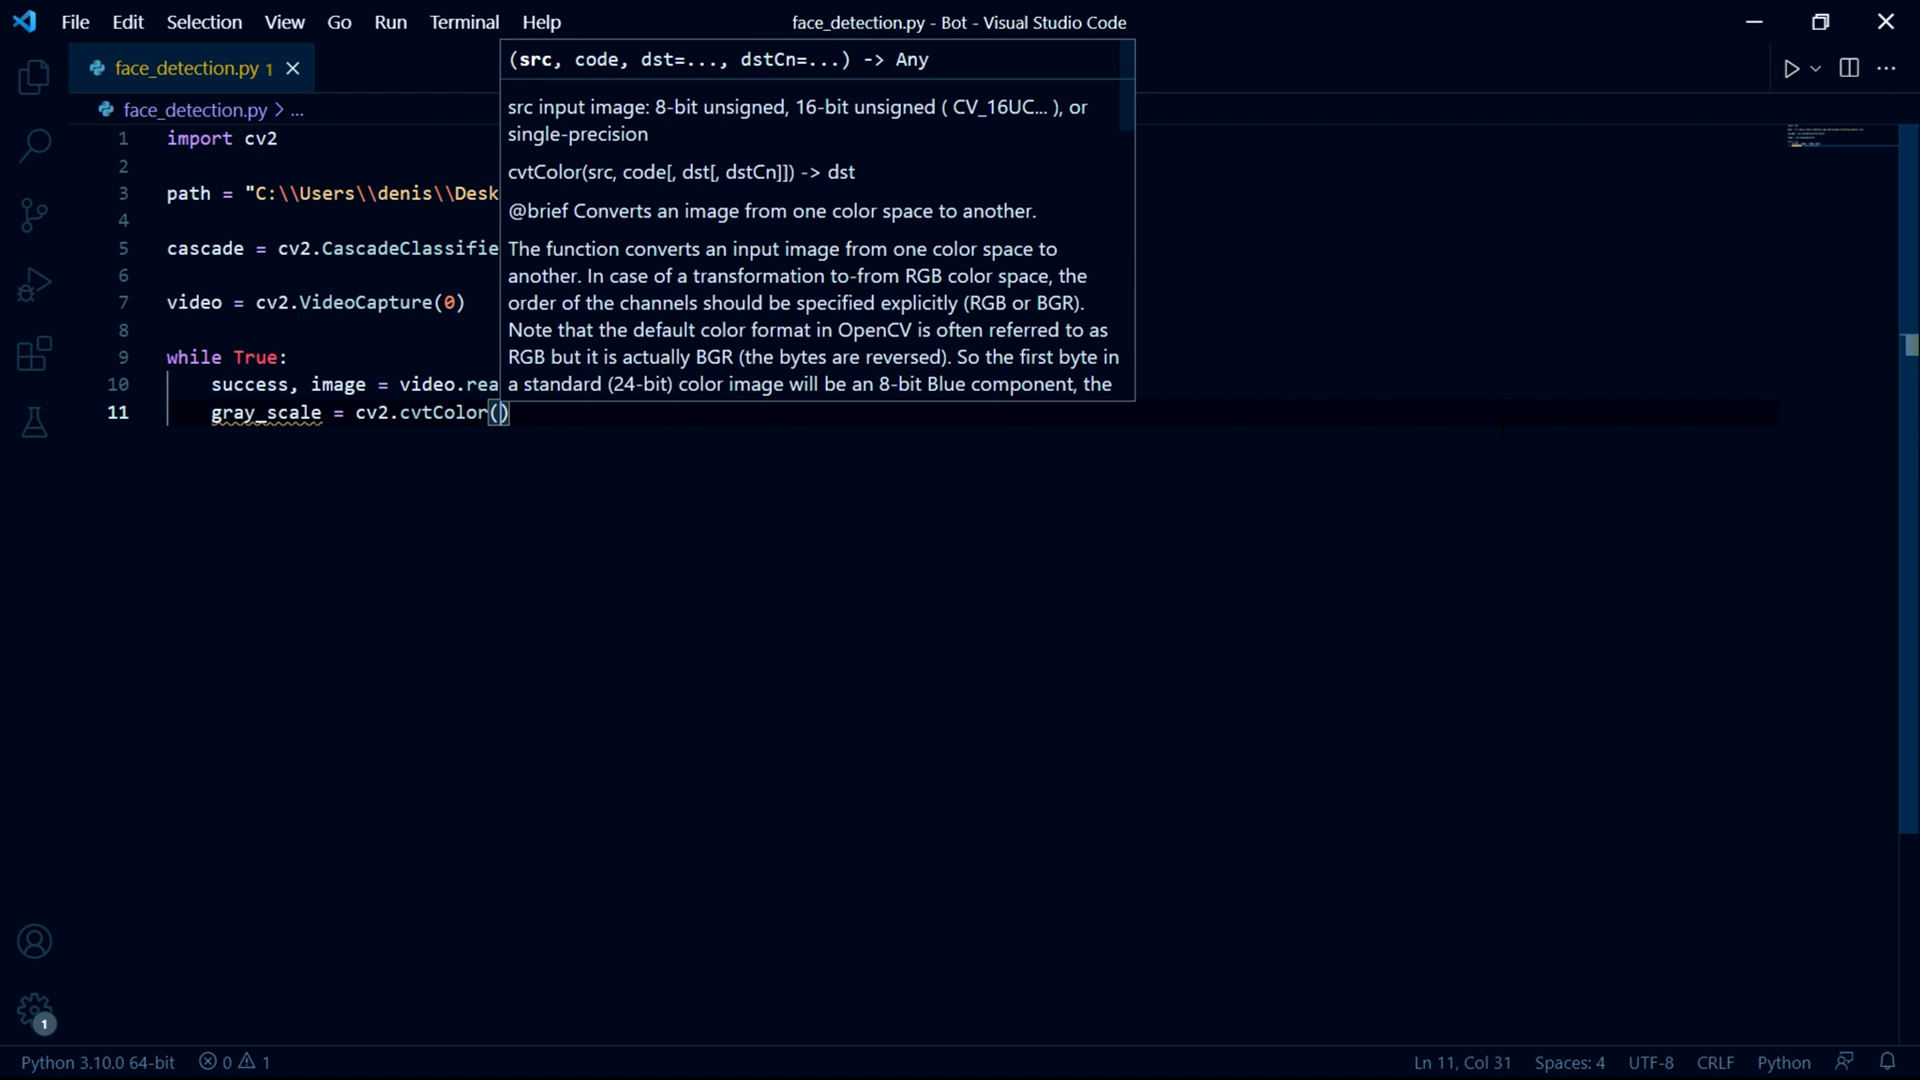 File Edit Selection View Go Run Terminal Help
face_detection.py - Bot - Visual Studio Code
face_detection.py 1
face_detection.py > ...
1 import cv2
2
3 path = "C:\\Users\\denis\\Desk
4
5 cascade = cv2.CascadeClassifie
6
7 video = cv2.VideoCapture(0)
8
9 while True:
10 success, image = video.rea
11 gray_scale = cv2.cvtColor()
(src, code, dst=..., dstCn=...) -> Any
src input image: 8-bit unsigned, 16-bit unsigned ( CV_16UC... ), or
single-precision
cvtColor(src, code[, dst[, dstCn]]) -> dst
@brief Converts an image from one color space to another.
The function converts an input image from one color space to
another. In case of a transformation to-from RGB color space, the
order of the channels should be specified explicitly (RGB or BGR).
Note that the default color format in OpenCV is often referred to as
RGB but it is actually BGR (the bytes are reversed). So the first byte in
a standard (24-bit) color image will be an 8-bit Blue component, the
1
Python 3.10.0 64-bit 0 1
Ln 11, Col 31 Spaces: 4 UTF-8 CRLF Python